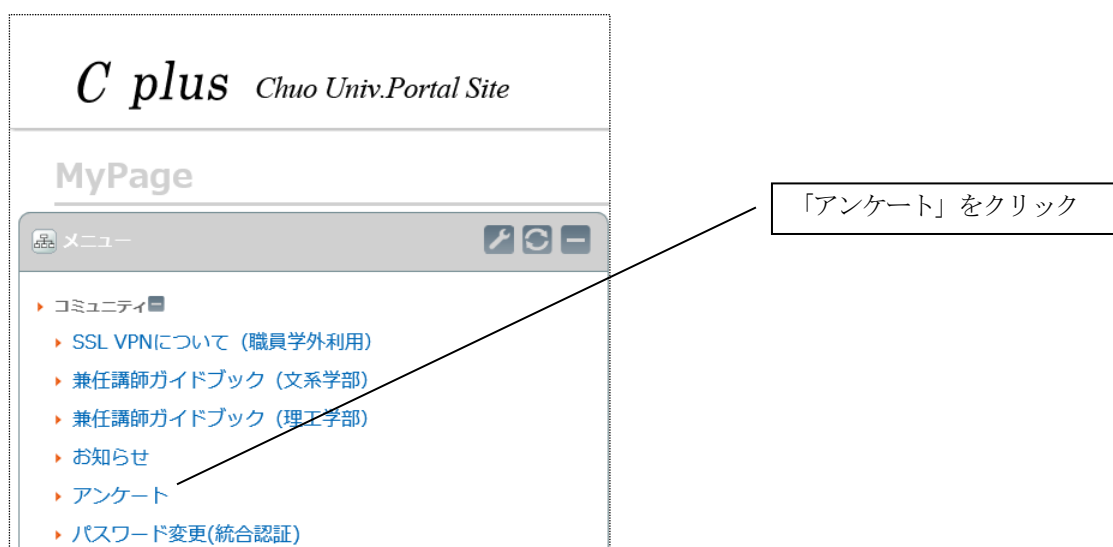 C plus Chuo Univ.Portal Site
MyPage
「アンケート」をクリック
メニュー
コミュニティ
SSL VPNについて（職員学外利用）
兼任講師ガイドブック（文系学部）
兼任講師ガイドブック（理工学部）
お知らせ
アンケート
パスワード変更(統合認証)